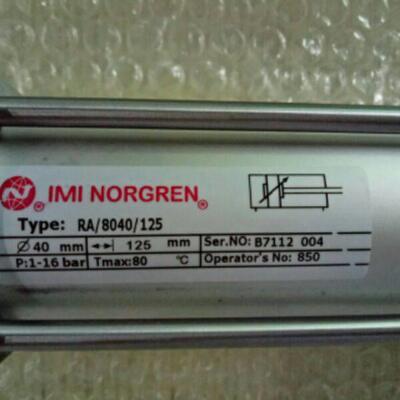 IMI NORGREN®
Type: RA/8040/125
Ø 40 mm 125 mm Ser.NO: B7112 004
P:1-16 bar Tmax:80 °C Operator's No: 850